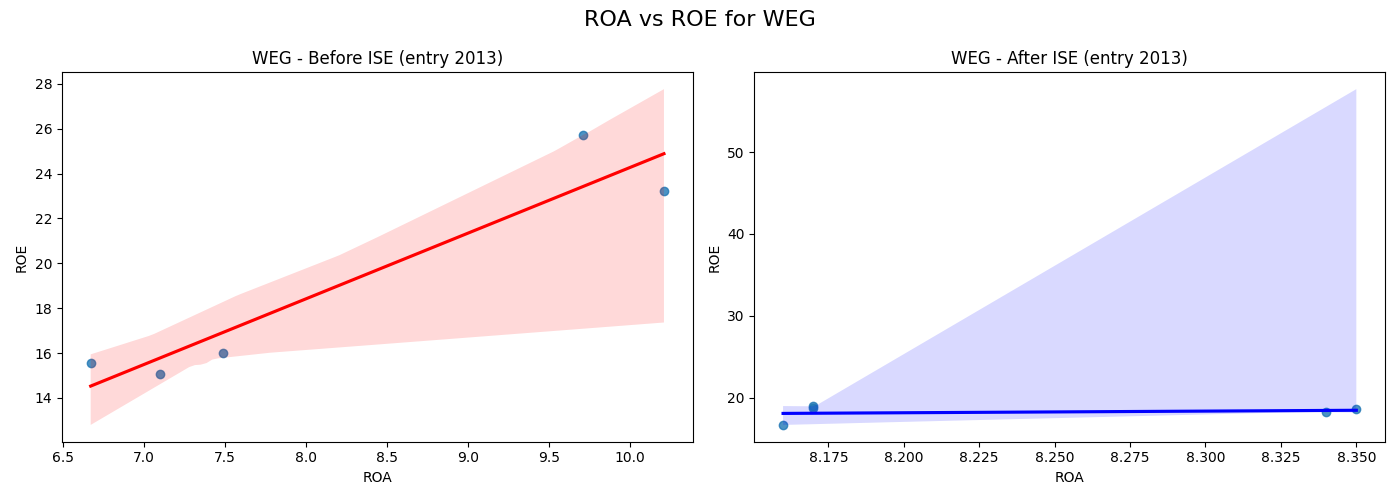 ROA vs ROE for WEG
WEG - Before ISE (entry 2013)
28
26
24
22
20
18
16
14
ROE
6.5 7.0 7.5 8.0 8.5 9.0 9.5 10.0
ROA
WEG - After ISE (entry 2013)
50
40
30
20
ROE
8.175 8.200 8.225 8.250 8.275 8.300 8.325 8.350
ROA